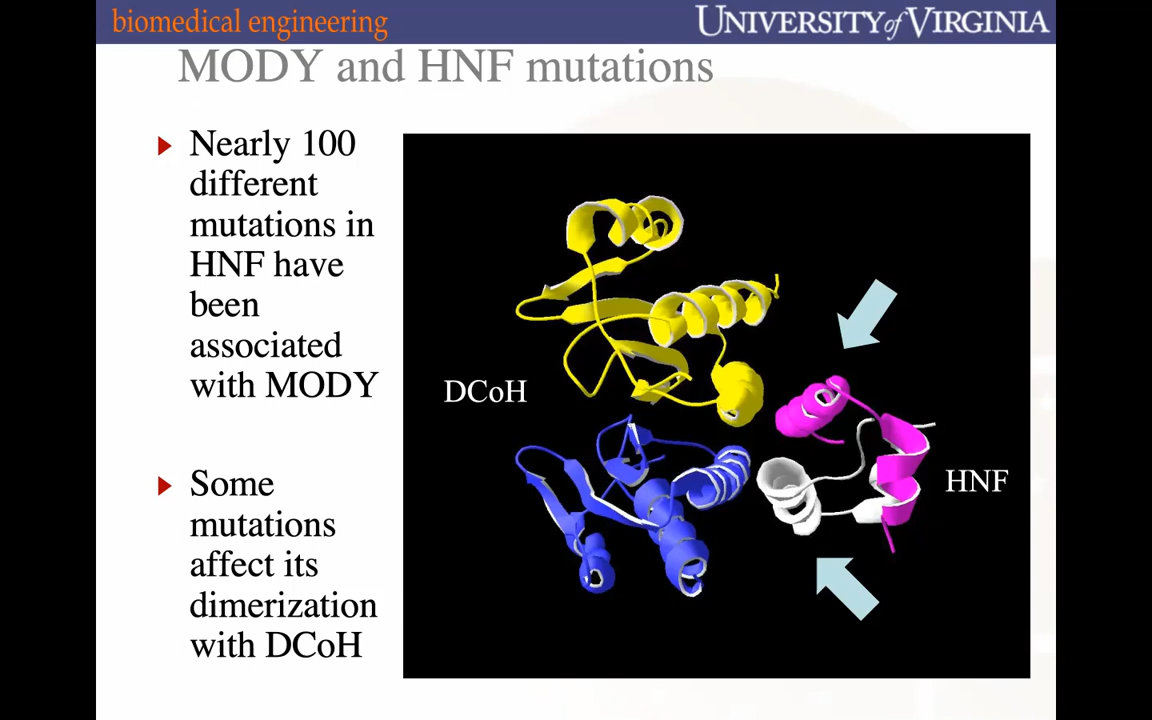 biomedical engineering
UNIVERSITY of VIRGINIA
MODY and HNF mutations
Nearly 100
different
mutations in
HNF have
been
associated
with MODY
Some
mutations
affect its
dimerization
with DCoH
DCoH
HNF